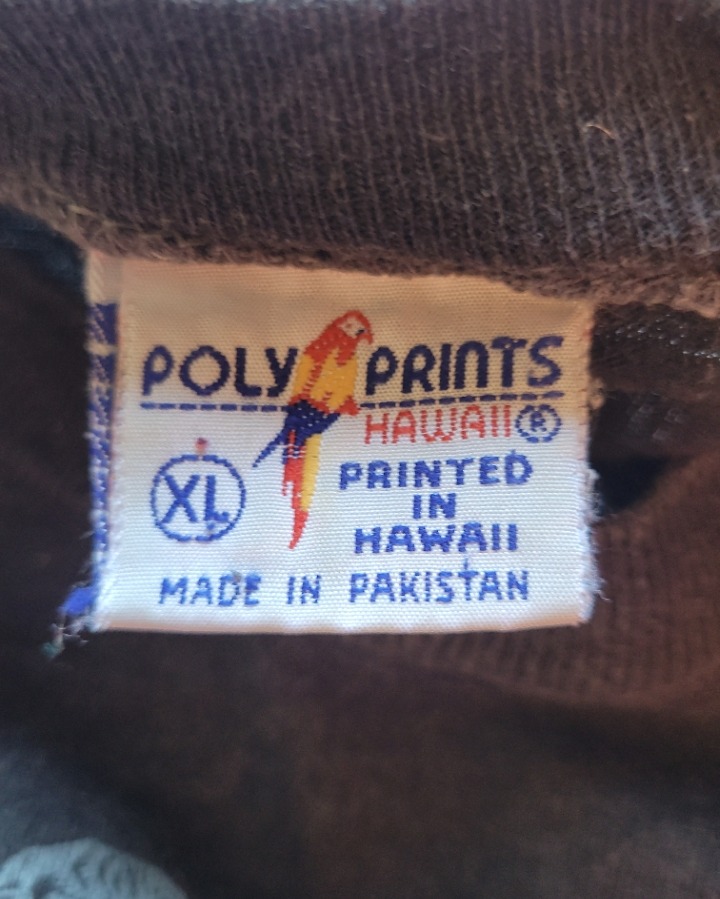 POLY PRINTS
HAWAII®
XL
PRINTED
IN
HAWAII
MADE IN PAKISTAN